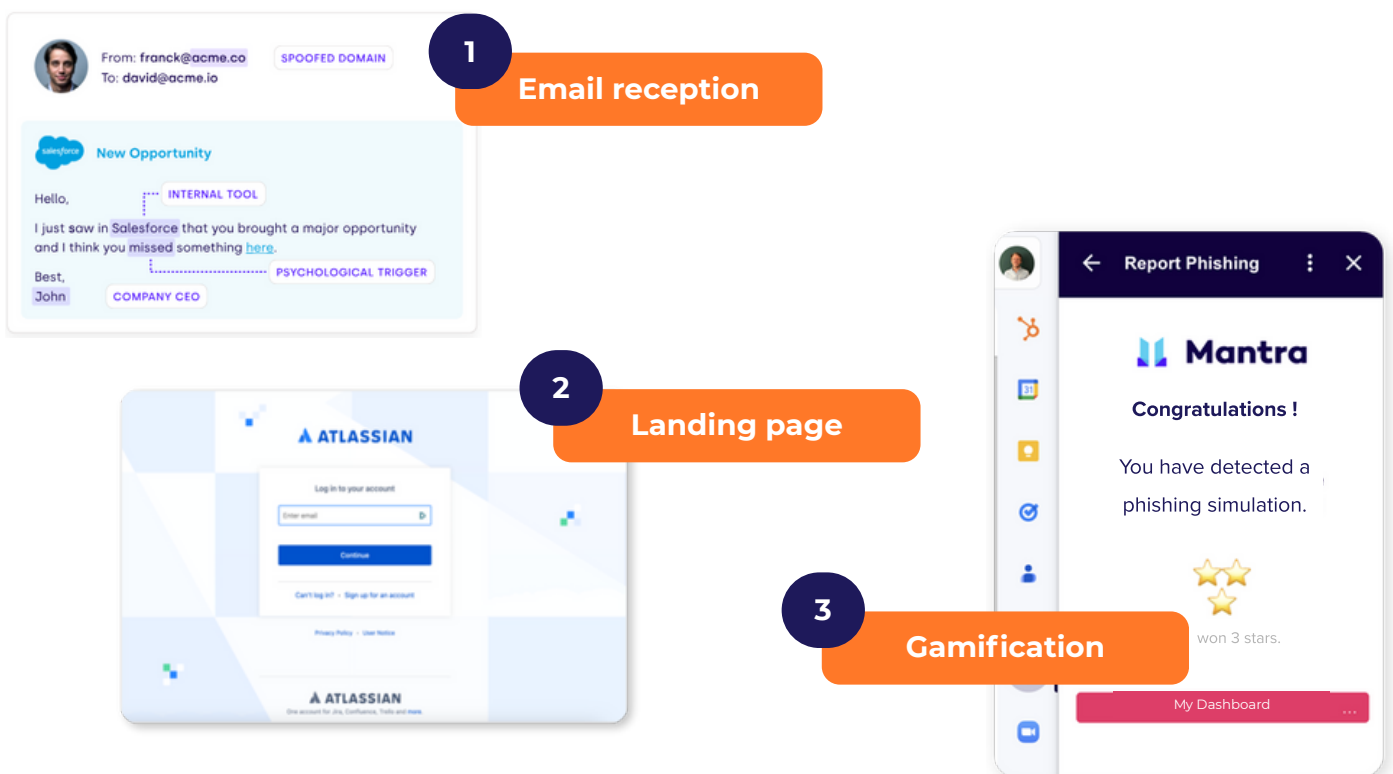 From: franck@acme.co
SPOOFED DOMAIN
To: david@acme.io
1
Email reception
salesforce
New Opportunity
Hello,
INTERNAL TOOL
I just saw in Salesforce that you brought a major opportunity
and I think you missed something here.
PSYCHOLOGICAL TRIGGER
Best,
John
COMPANY CEO
2
Landing page
ATLASSIAN
Log in to your account
Enter email
Continue
Can't log in? • Sign up for an account
Privacy Policy • User Notice
ATLASSIAN
One account for Jira, Confluence, Trello and more.
Report Phishing
31
Mantra
Congratulations !
You have detected a
phishing simulation.
3
Gamification
won 3 stars.
My Dashboard
...